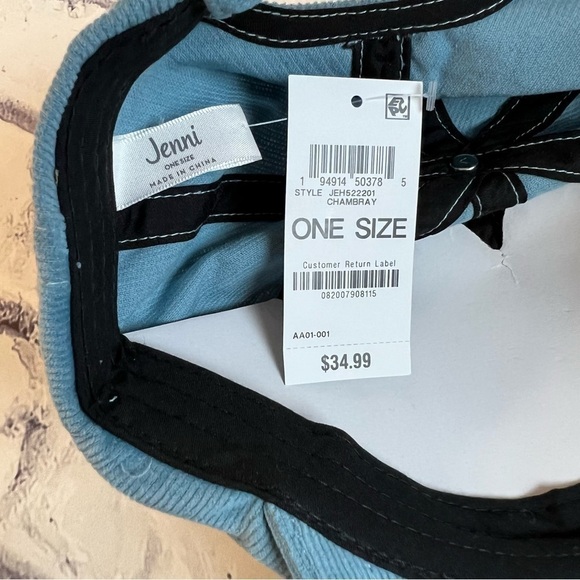 Jenni
ONE SIZE
MADE IN CHINA
1 94914 50378 5
STYLE JEH522201
CHAMBRAY
ONE SIZE
Customer Return Label
082007908115
AA01-001
$34.99